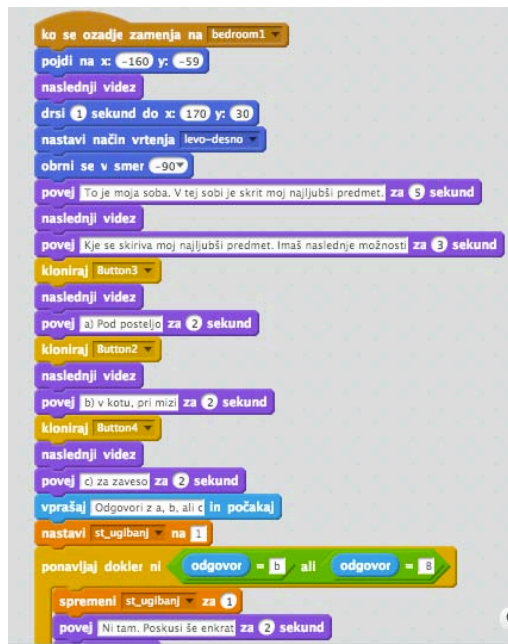 ko se ozadje zamenja na bedroom1
pojdi na x: -160 y: -59
naslednji videz
drsi 1 sekund do x: 170 y: 30
nastavi način vrtenja levo-desno
obrni se v smer -90
povej To je moja soba. V tej sobi je skrit moj najljubši predmet. za 5 sekund
naslednji videz
povej Kje se skiriva moj najljubši predmet. Imaš naslednje možnosti za 3 sekund
kloniraj Button3
naslednji videz
povej a) Pod posteljo za 2 sekund
kloniraj Button2
naslednji videz
povej b) v kotu, pri mizi za 2 sekund
kloniraj Button4
naslednji videz
povej c) za zaveso za 2 sekund
vprašaj Odgovori z a, b, ali c in počakaj
nastavi st_ugibanj na 1
ponavljaj dokler ni odgovor = b ali odgovor = B
spremeni st_ugibanj za 1
povej Ni tam. Poskusi še enkrat za 2 sekund